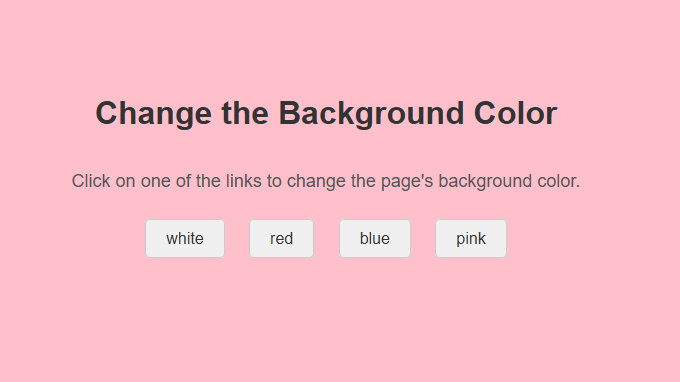 Change the Background Color
Click on one of the links to change the page's background color.
white red blue pink